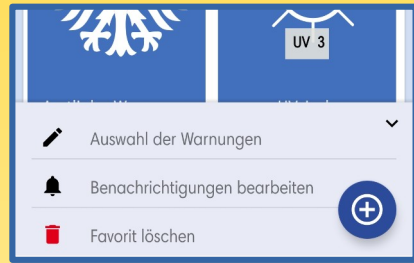 UV 3
Auswahl der Warnungen
Benachrichtigungen bearbeiten
Favorit löschen